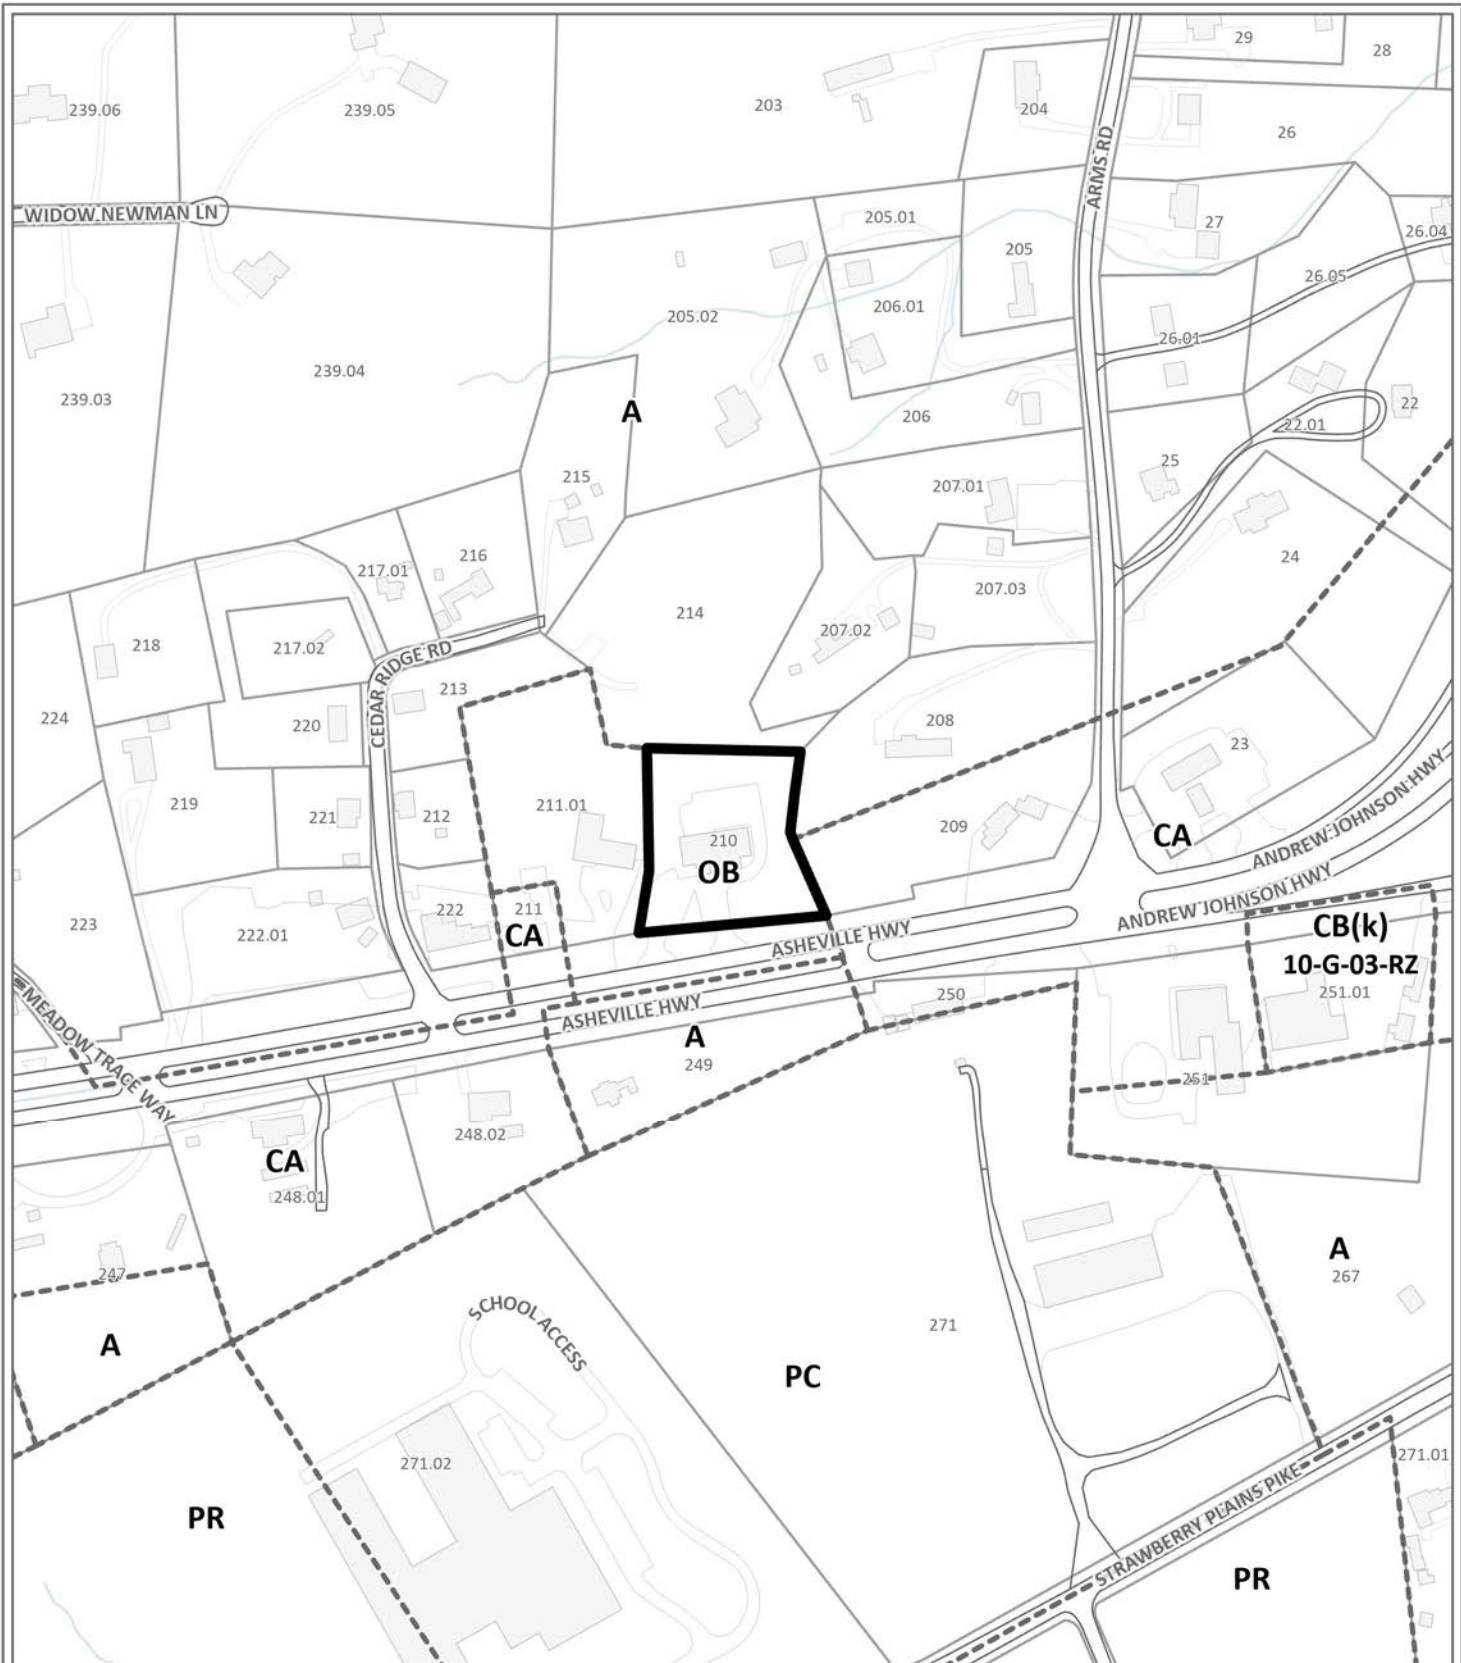 29
28
239.06
239.05
203
204
26
ARMS RD
WIDOW NEWMAN LN
205.01
205
27
26.04
26.05
206.01
205.02
26.01
239.04
239.03
A
206
22
22.01
25
215
207.01
216
217.01
24
207.03
214
207.02
218
217.02
CEDAR RIDGE RD
213
224
220
208
23
219
211.01
221
212
209
210
OB
CA
ANDREW JOHNSON HWY
ANDREW JOHNSON HWY
222
211
CA
223
222.01
ASHEVILLE HWY
CB(k)
10-G-03-RZ
251.01
250
MEADOW TRACE WAY
ASHEVILLE HWY
A
249
251
248.02
CA
248.01
247
A
267
A
SCHOOL ACCESS
271
PC
271.02
271.01
PR
STRAWBERRY PLAINS PIKE
PR